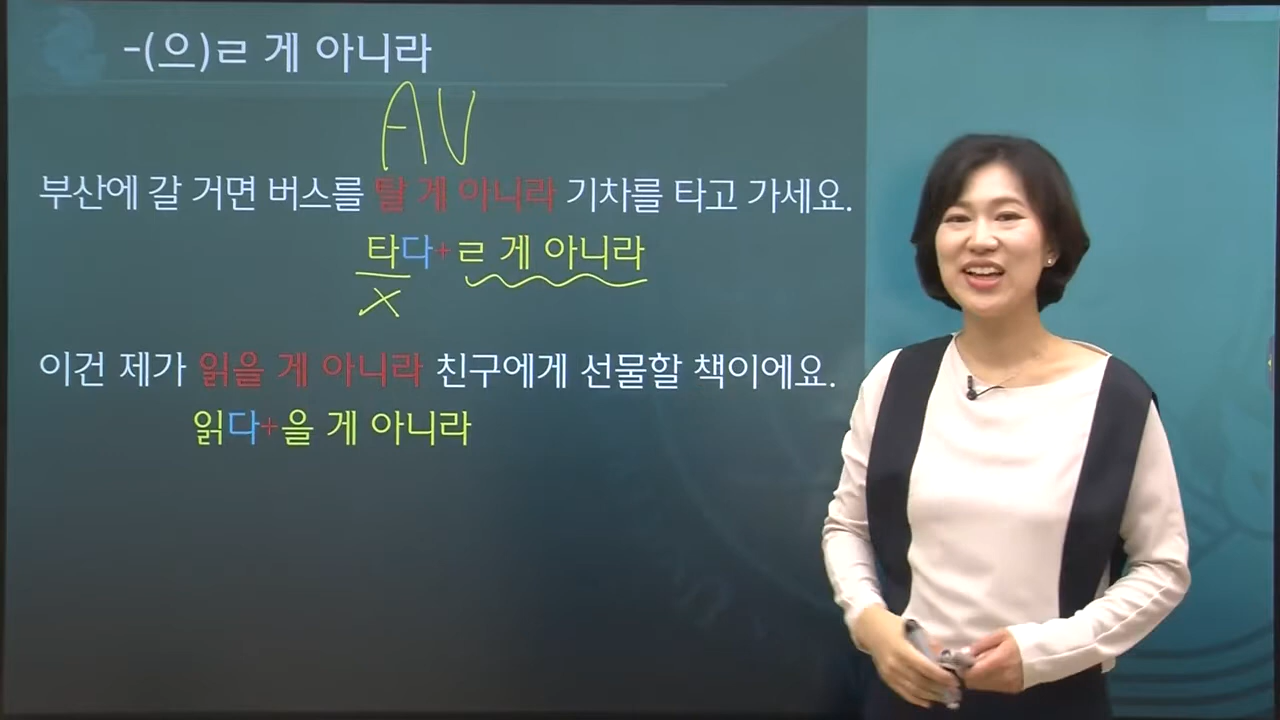 -(으)ㄹ 게 아니라
AV
부산에 갈 거면 버스를 탈 게 아니라 기차를 타고 가세요.
타다+ㄹ 게 아니라
X
이건 제가 읽을 게 아니라 친구에게 선물할 책이에요.
읽다+을 게 아니라